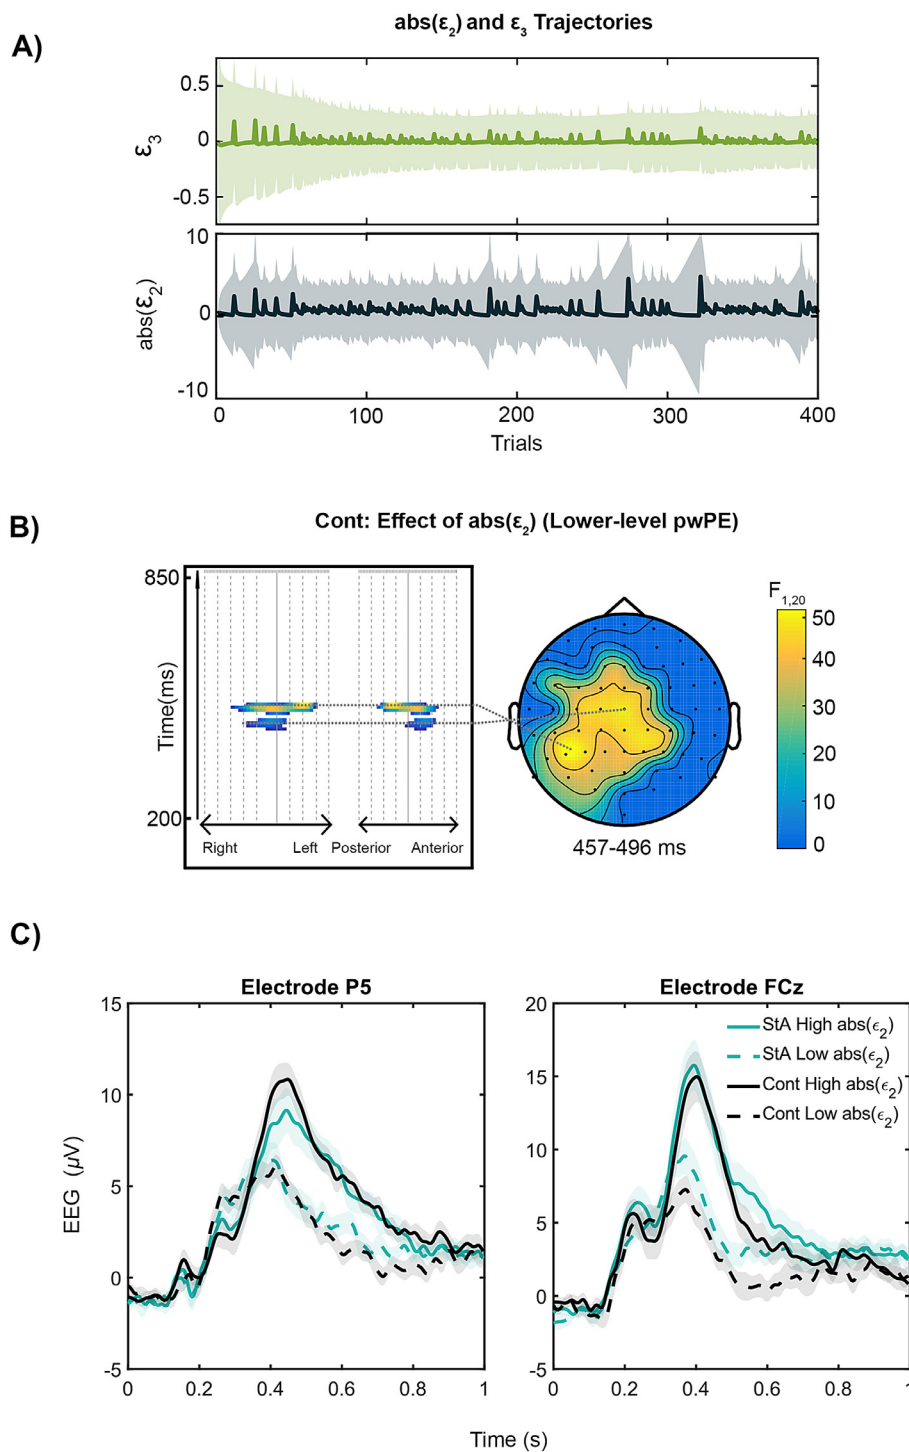 A)
abs(ε₂) and ε₃ Trajectories
ε₃
0.5
0
-0.5
abs(ε₂)
10
0
-10
0 100 200 300 400
Trials
B)
Cont: Effect of abs(ε₂) (Lower-level pwPE)
Time(ms)
850
200
Right Left Posterior Anterior
457-496 ms
F₁,₂₀
50
40
30
20
10
0
C)
Electrode P5
EEG (µV)
15
10
5
0
-5
0 0.2 0.4 0.6 0.8 1
Electrode FCz
20
15
10
5
0
-5
0 0.2 0.4 0.6 0.8 1
StA High abs(ϵ₂)
StA Low abs(ϵ₂)
Cont High abs(ϵ₂)
Cont Low abs(ϵ₂)
Time (s)